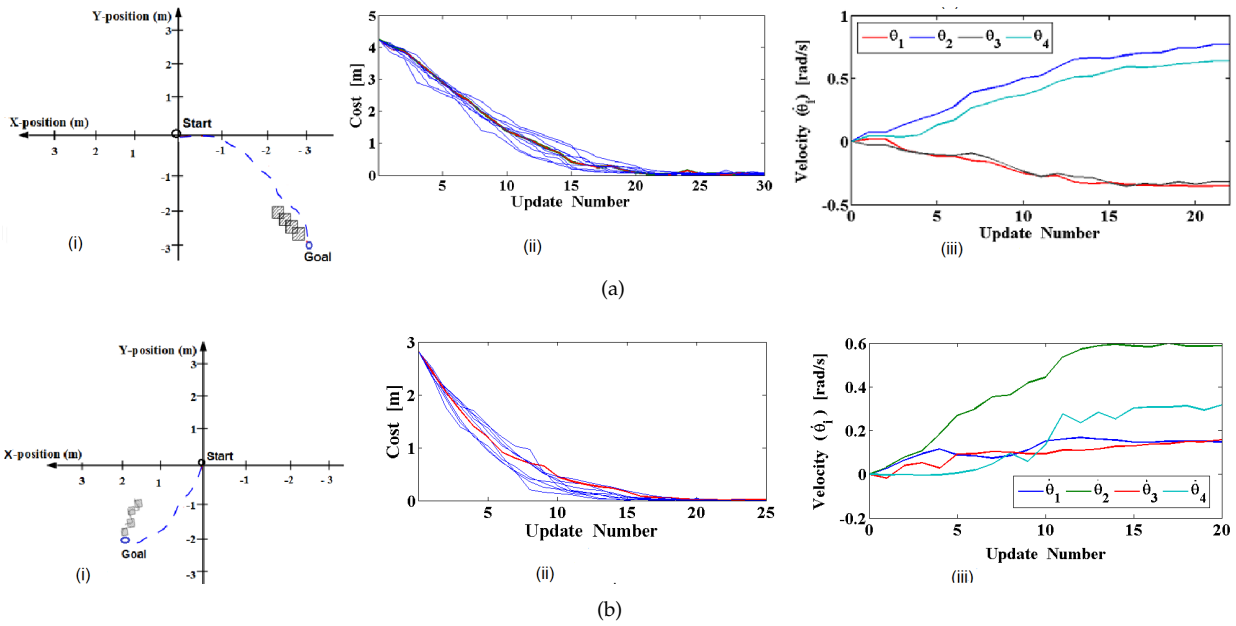 Y-position (m)
3
2
1
X-position (m)
Start
3
2
1
-1
-2
- 3
-1
-2
-3
Goal
(i)
Cost [m]
5
4
3
2
1
0
5
10
15
20
25
30
Update Number
(ii)
θ̇1 θ̇2 θ̇3 θ̇4
Velocity (θ̇i) [rad/s]
1
0.5
0
-0.5
0
5
10
15
20
Update Number
(iii)
(a)
Y-position (m)
3
2
1
X-position (m)
Start
3
2
1
-1
-2
- 3
-1
-2
-3
Goal
(i)
Cost [m]
3
2
1
0
5
10
15
20
25
Update Number
(ii)
Velocity (θ̇i) [rad/s]
0.6
0.4
0.2
0
-0.2
θ̇1 θ̇2 θ̇3 θ̇4
0
5
10
15
20
Update Number
(iii)
(b)